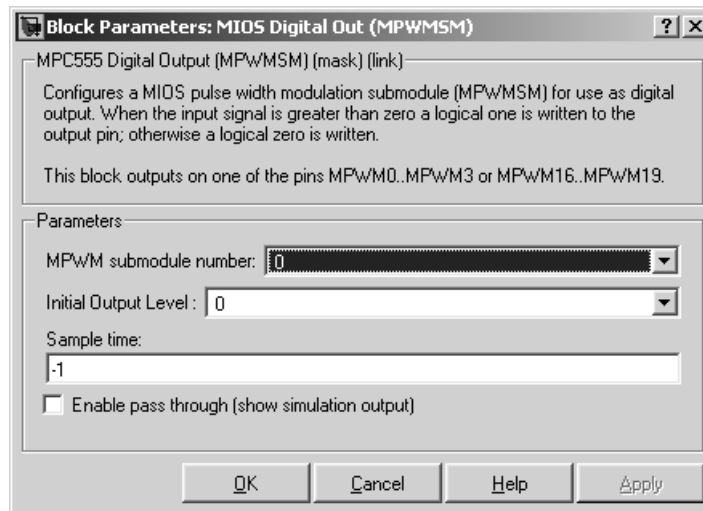 Block Parameters: MIOS Digital Out (MPWMSM)
MPC555 Digital Output (MPWMSM) (mask) (link)
Configures a MIOS pulse width modulation submodule (MPWMSM) for use as digital
output. When the input signal is greater than zero a logical one is written to the
output pin; otherwise a logical zero is written.
This block outputs on one of the pins MPWM0..MPWM3 or MPWM16..MPWM19.
Parameters
MPWM submodule number: 0
Initial Output Level : 0
Sample time:
-1
Enable pass through (show simulation output)
OK Cancel Help Apply